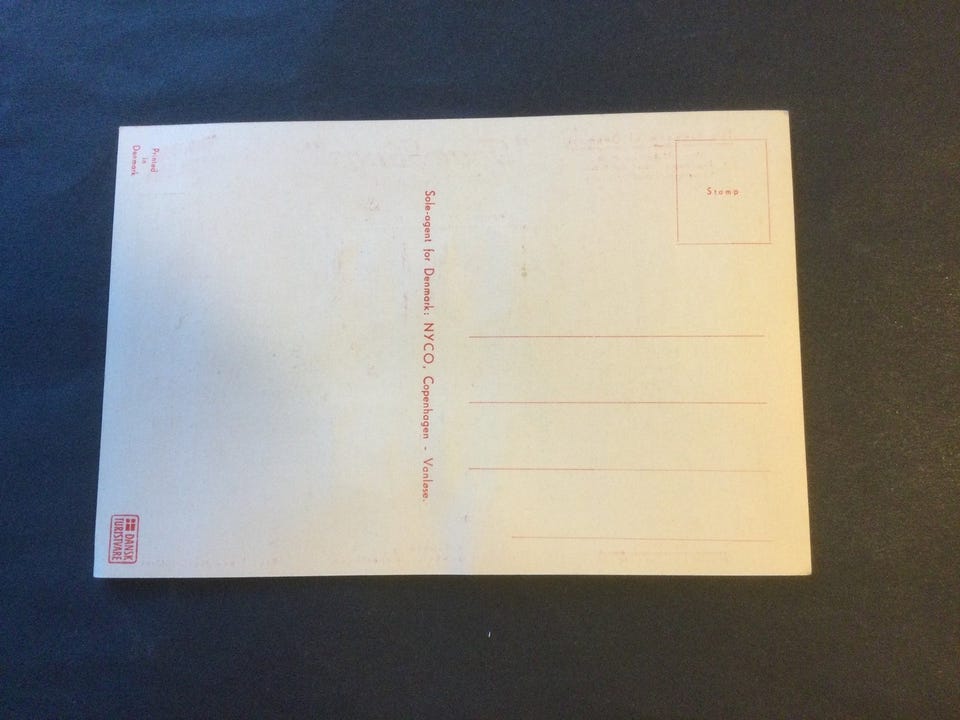 Printed
in
Denmark
Stamp
Sole-agent for Denmark: NYCO, Copenhagen - Vanløse.
DANSK
TURISTVARE